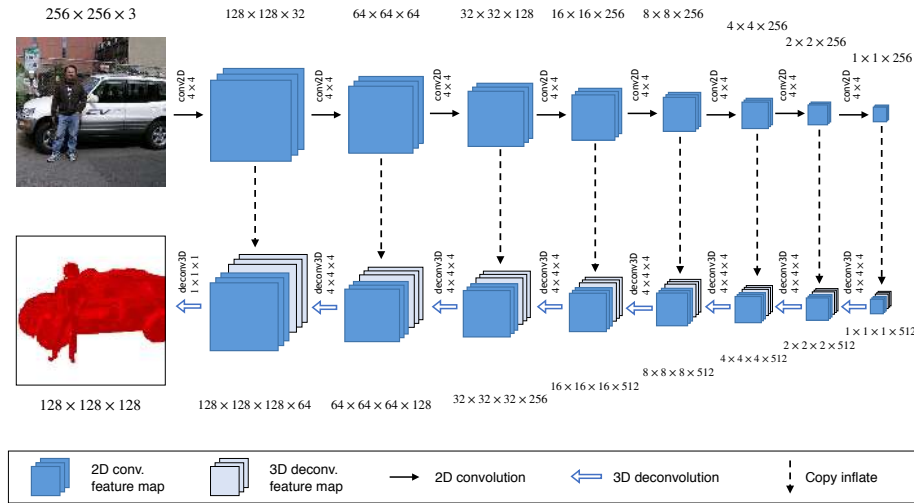 256 × 256 × 3
128 × 128 × 32
64 × 64 × 64
32 × 32 × 128
16 × 16 × 256
8 × 8 × 256
4 × 4 × 256
2 × 2 × 256
1 × 1 × 256
conv2D
4 × 4
conv2D
4 × 4
conv2D
4 × 4
conv2D
4 × 4
conv2D
4 × 4
conv2D
4 × 4
conv2D
4 × 4
conv2D
4 × 4
deconv3D
1 × 1 × 1
deconv3D
4 × 4 × 4
deconv3D
4 × 4 × 4
deconv3D
4 × 4 × 4
deconv3D
4 × 4 × 4
deconv3D
4 × 4 × 4
deconv3D
4 × 4 × 4
deconv3D
4 × 4 × 4
128 × 128 × 128
128 × 128 × 128 × 64
64 × 64 × 64 × 128
32 × 32 × 32 × 256
16 × 16 × 16 × 512
8 × 8 × 8 × 512
4 × 4 × 4 × 512
2 × 2 × 2 × 512
1 × 1 × 1 × 512
2D conv.
feature map
3D deconv.
feature map
2D convolution
3D deconvolution
Copy inflate